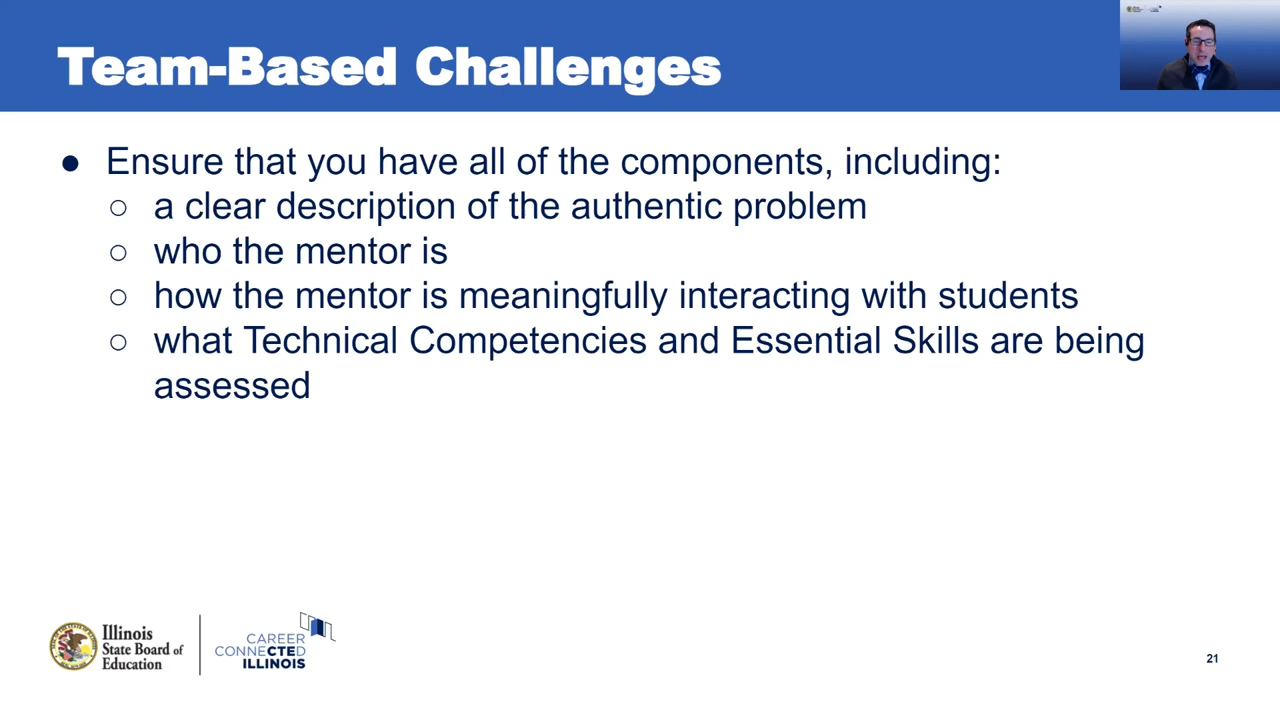 Team-Based Challenges
● Ensure that you have all of the components, including:
○ a clear description of the authentic problem
○ who the mentor is
○ how the mentor is meaningfully interacting with students
○ what Technical Competencies and Essential Skills are being
assessed
Illinois
State Board of
Education
CAREER
CONNECTED
ILLINOIS
21